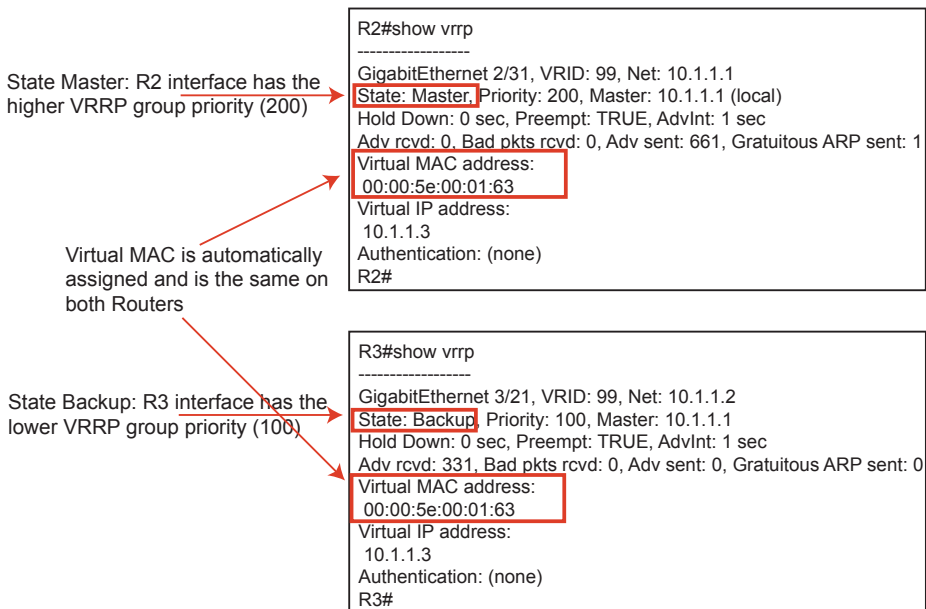 R2#show vrrp
------------------
GigabitEthernet 2/31, VRID: 99, Net: 10.1.1.1
State: Master, Priority: 200, Master: 10.1.1.1 (local)
Hold Down: 0 sec, Preempt: TRUE, AdvInt: 1 sec
Adv rcvd: 0, Bad pkts rcvd: 0, Adv sent: 661, Gratuitous ARP sent: 1
Virtual MAC address:
00:00:5e:00:01:63
Virtual IP address:
10.1.1.3
Authentication: (none)
R2#
State Master: R2 interface has the
higher VRRP group priority (200)
Virtual MAC is automatically
assigned and is the same on
both Routers
R3#show vrrp
------------------
GigabitEthernet 3/21, VRID: 99, Net: 10.1.1.2
State: Backup, Priority: 100, Master: 10.1.1.1
Hold Down: 0 sec, Preempt: TRUE, AdvInt: 1 sec
Adv rcvd: 331, Bad pkts rcvd: 0, Adv sent: 0, Gratuitous ARP sent: 0
Virtual MAC address:
00:00:5e:00:01:63
Virtual IP address:
10.1.1.3
Authentication: (none)
R3#
State Backup: R3 interface has the
lower VRRP group priority (100)